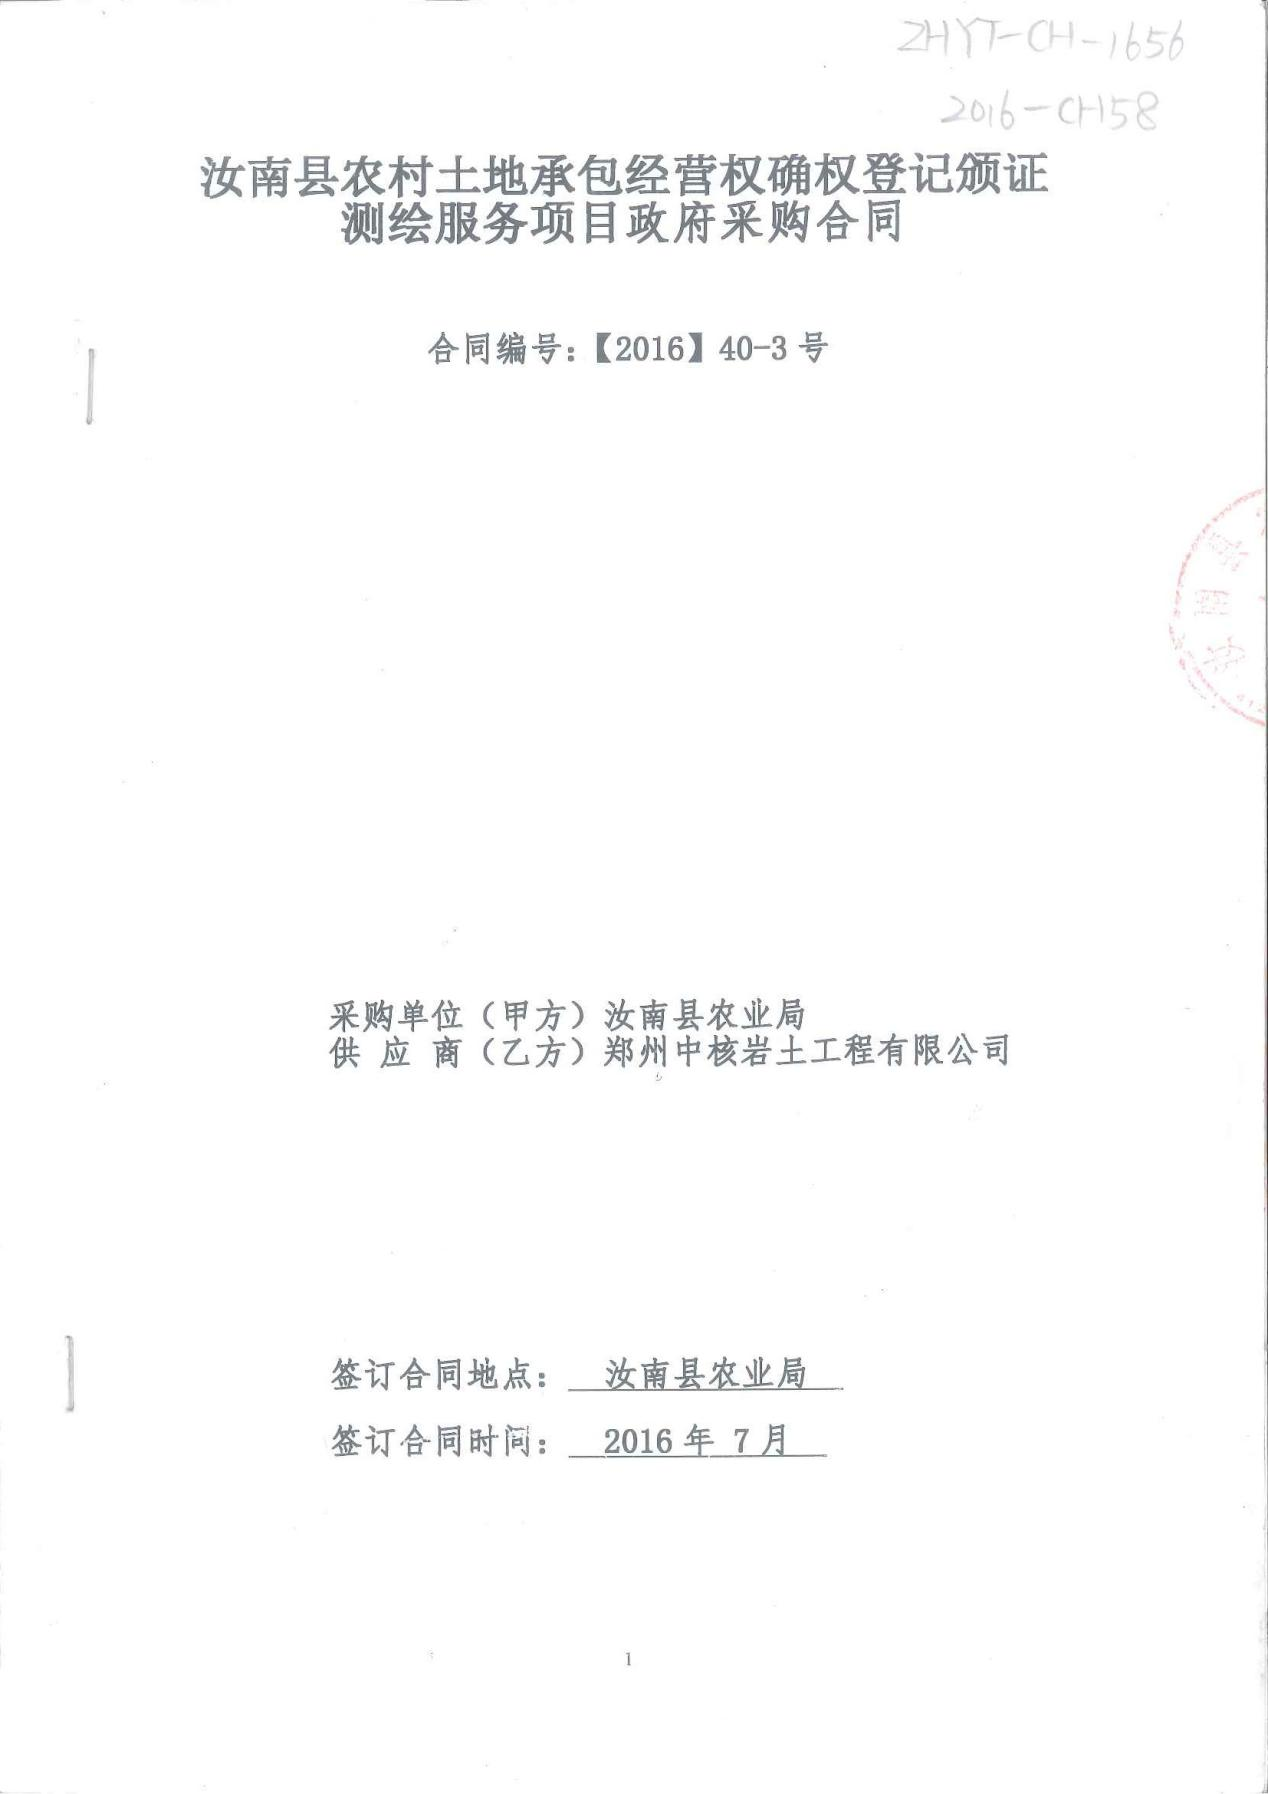 ZHYT-CH-1656
2016-CH58
汝南县农村土地承包经营权确权登记颁证
测绘服务项目政府采购合同
合同编号:【2016】40-3号
采购单位（甲方）汝南县农业局
供 应 商（乙方）郑州中核岩土工程有限公司
签订合同地点： 汝南县农业局
签订合同时间： 2016年 7月
1